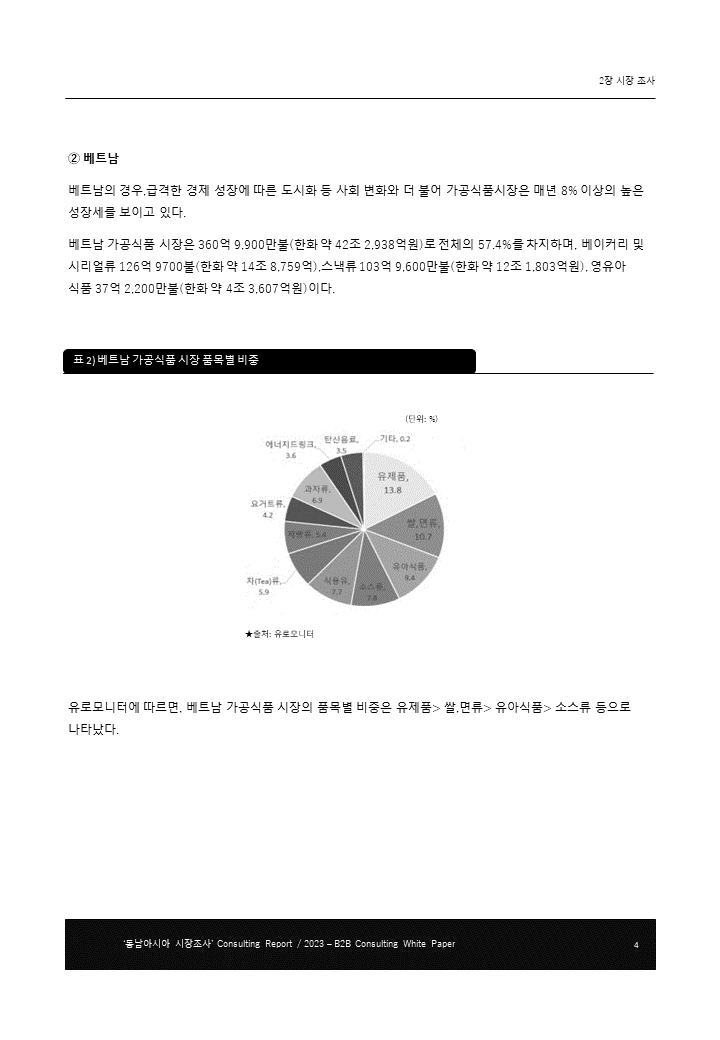 2장 시장 조사
② 베트남
베트남의 경우,급격한 경제 성장에 따른 도시화 등 사회 변화와 더 불어 가공식품시장은 매년 8% 이상의 높은
성장세를 보이고 있다.
베트남 가공식품 시장은 360억 9,900만불(한화 약 42조 2,938억원)로 전체의 57.4%를 차지하며, 베이커리 및
시리얼류 126억 9700불(한화 약 14조 8,759억),스낵류 103억 9,600만불(한화 약 12조 1,803억원), 영유아
식품 37억 2,200만불(한화 약 4조 3,607억원)이다.
표 2) 베트남 가공식품 시장 품목별 비중
(단위: %)
에너지드링크,
3.6
탄산음료,
3.5
기타, 0.2
유제품,
13.8
과자류,
6.9
요거트류,
4.2
쌀,면류,
10.7
제빵류, 5.4
유아식품,
9.4
차(Tea)류,
5.9
식용유,
7.7
소스류,
7.8
★출처: 유로모니터
유로모니터에 따르면, 베트남 가공식품 시장의 품목별 비중은 유제품> 쌀,면류> 유아식품> 소스류 등으로
나타났다.
'동남아시아 시장조사' Consulting Report / 2023 – B2B Consulting White Paper
4